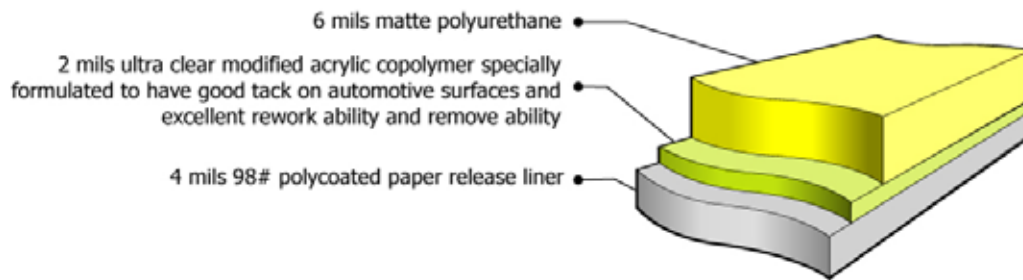 6 mils matte polyurethane
2 mils ultra clear modified acrylic copolymer specially
formulated to have good tack on automotive surfaces and
excellent rework ability and remove ability
4 mils 98# polycoated paper release liner